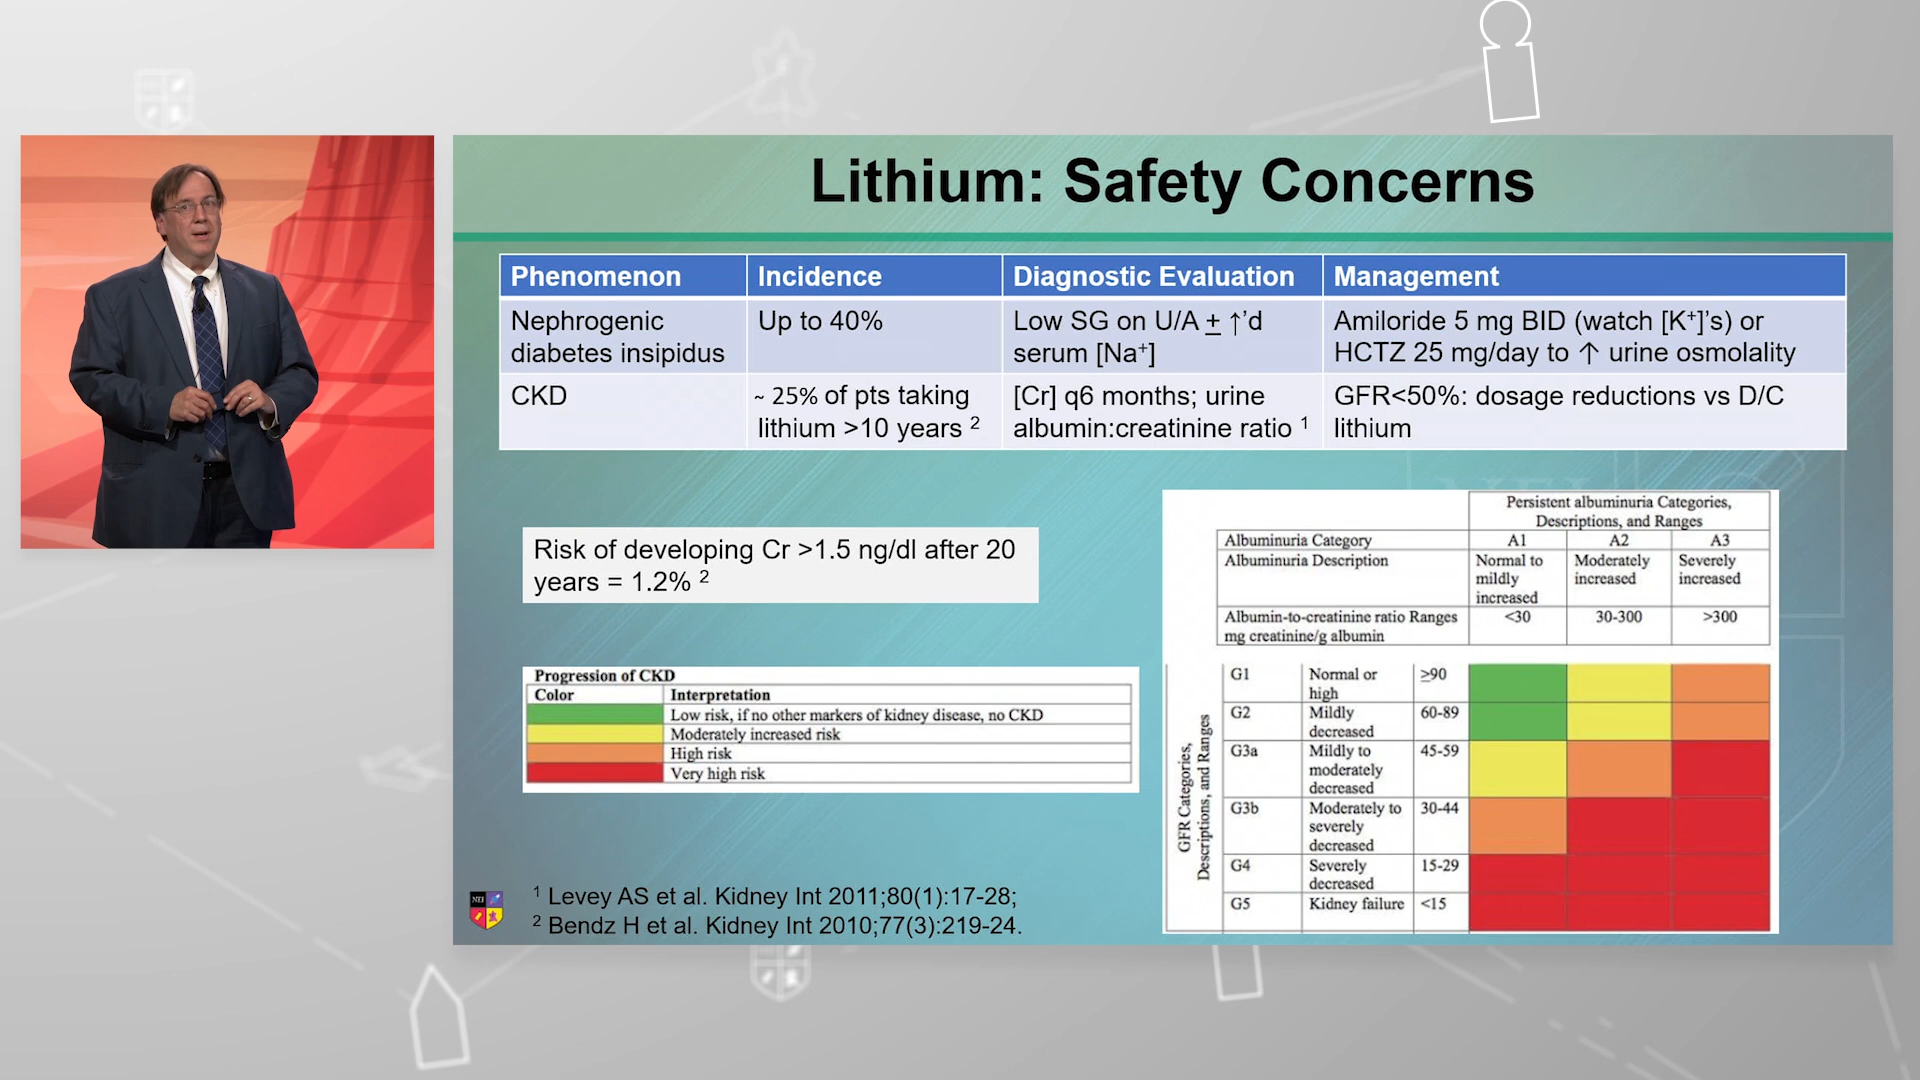 Lithium: Safety Concerns
Phenomenon
Incidence
Diagnostic Evaluation
Management
Nephrogenic
diabetes insipidus
Up to 40%
Low SG on U/A ± ↑’d
serum [Na⁺]
Amiloride 5 mg BID (watch [K⁺]’s) or
HCTZ 25 mg/day to ↑ urine osmolality
CKD
~ 25% of pts taking
lithium >10 years ²
[Cr] q6 months; urine
albumin:creatinine ratio ¹
GFR<50%: dosage reductions vs D/C
lithium
Risk of developing Cr >1.5 ng/dl after 20
years = 1.2% ²
Progression of CKD
Color
Interpretation
Low risk, if no other markers of kidney disease, no CKD
Moderately increased risk
High risk
Very high risk
Persistent albuminuria Categories,
Descriptions, and Ranges
Albuminuria Category
A1
A2
A3
Albuminuria Description
Normal to
mildly
increased
Moderately
increased
Severely
increased
Albumin-to-creatinine ratio Ranges
mg creatinine/g albumin
<30
30-300
>300
GFR Categories,
Descriptions, and Ranges
G1
Normal or
high
≥90
G2
Mildly
decreased
60-89
G3a
Mildly to
moderately
decreased
45-59
G3b
Moderately to
severely
decreased
30-44
G4
Severely
decreased
15-29
G5
Kidney failure
<15
NEI
¹ Levey AS et al. Kidney Int 2011;80(1):17-28;
² Bendz H et al. Kidney Int 2010;77(3):219-24.